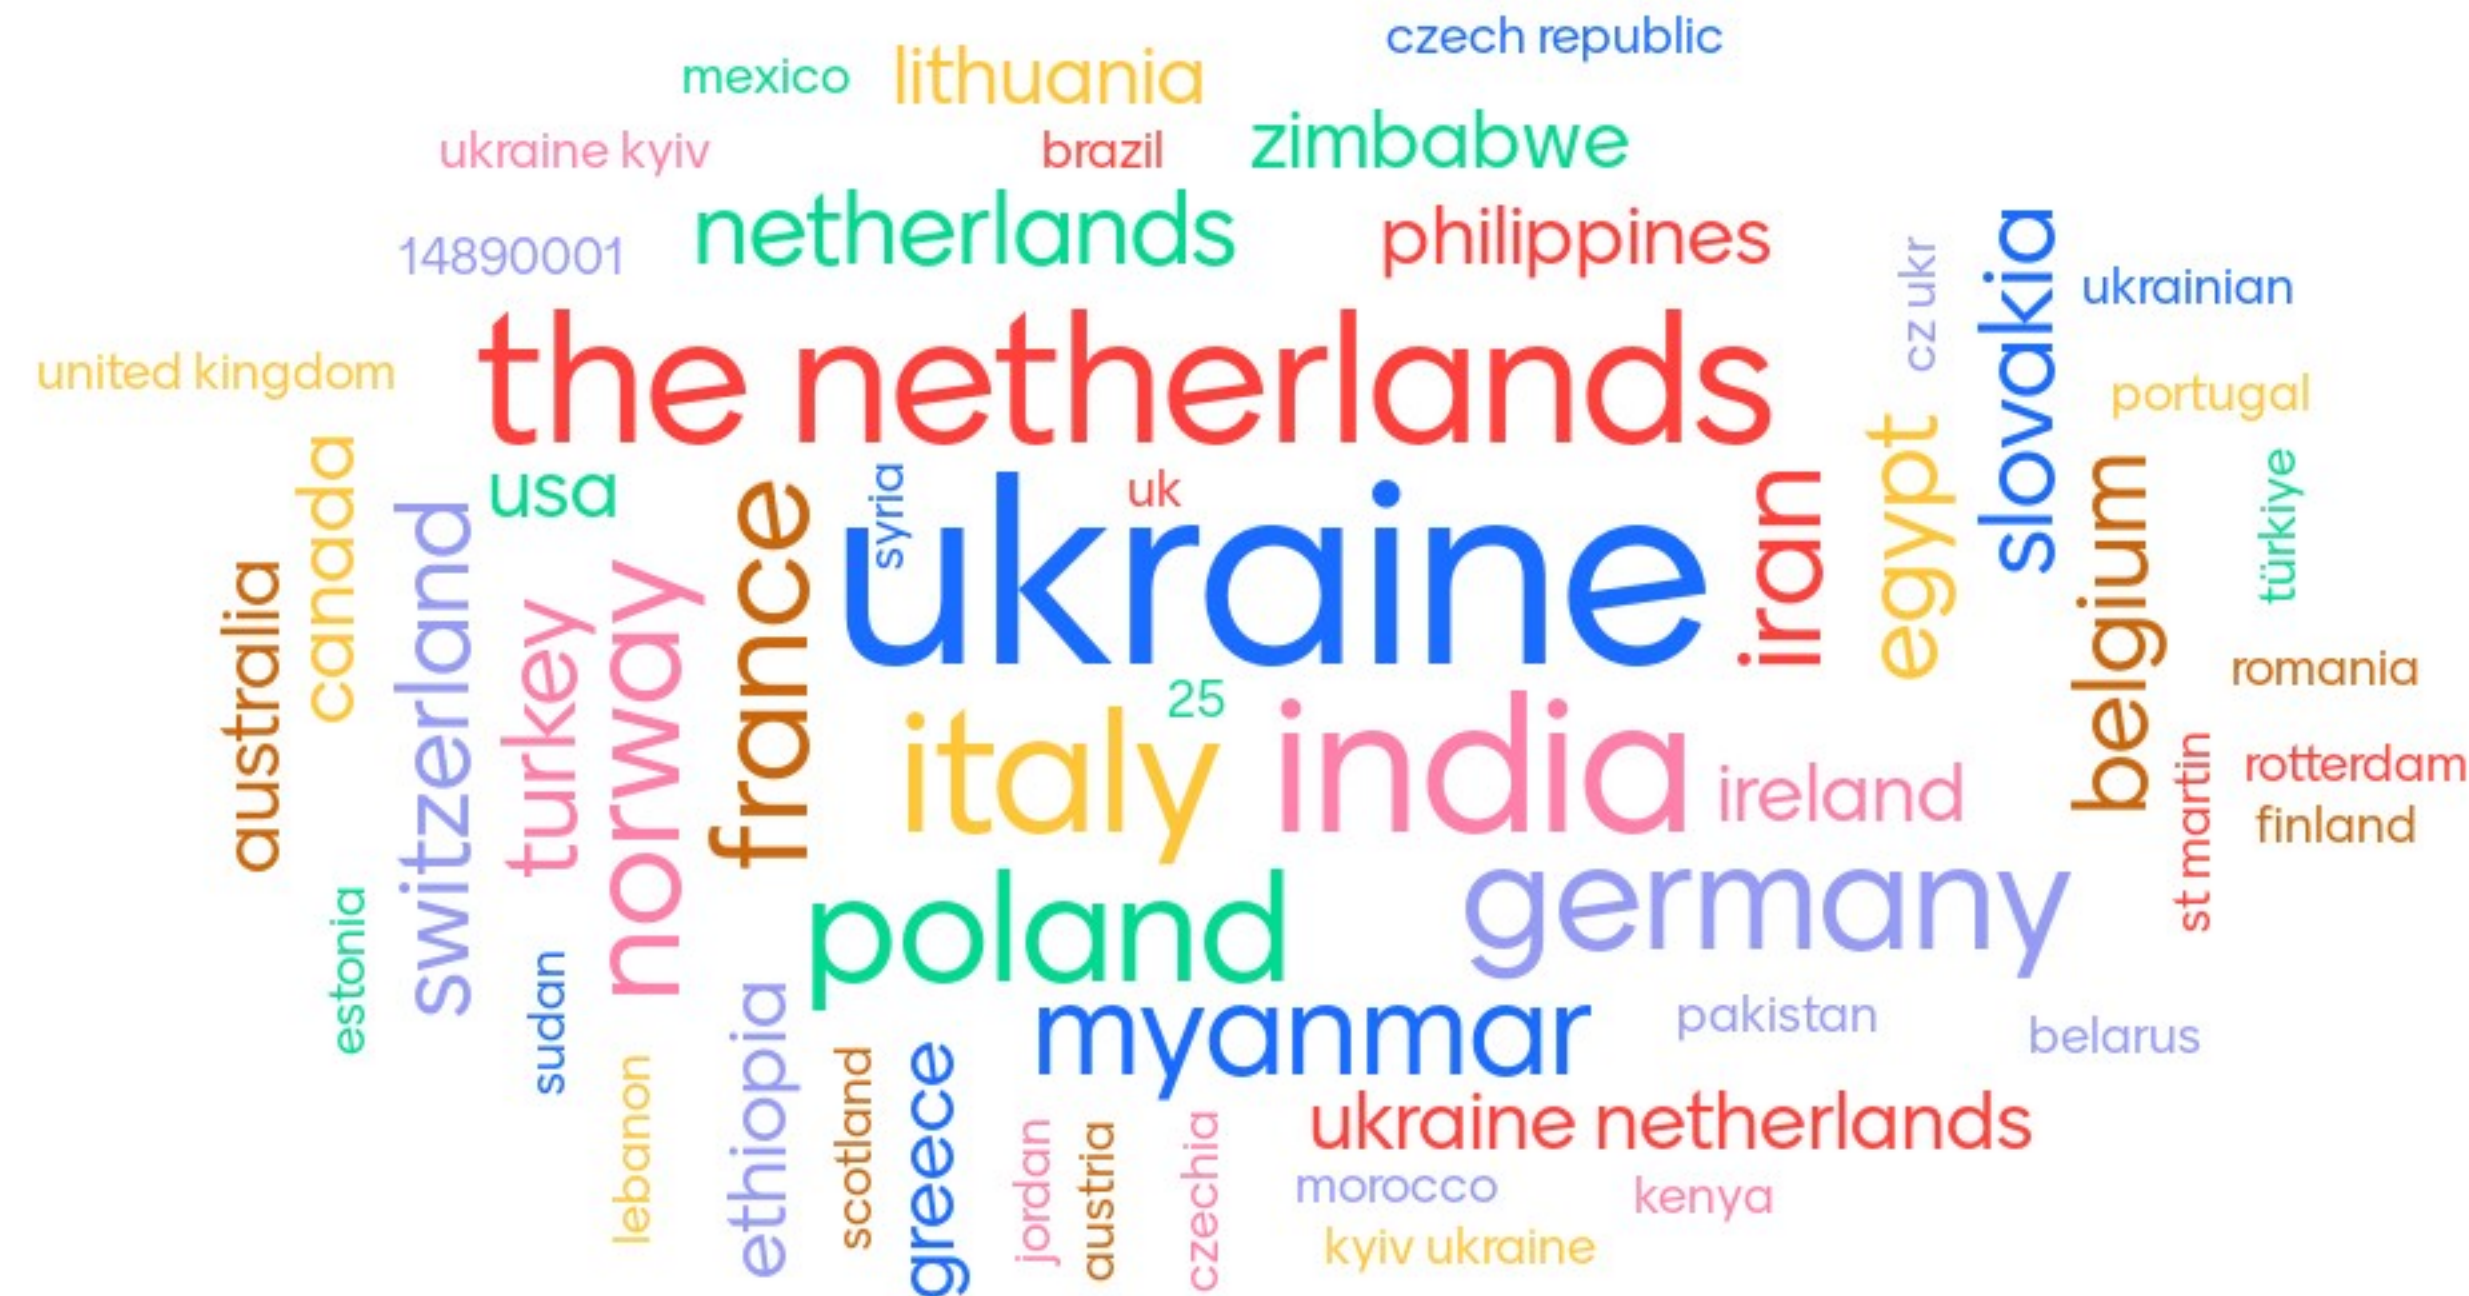 czech republic
mexico
lithuania
ukraine kyiv
brazil
zimbabwe
14890001
netherlands
philippines
cz ukr
slovakia
ukrainian
united kingdom
the netherlands
portugal
canada
usa
syria
uk
iran
egypt
belgium
türkiye
australia
switzerland
turkey
norway
france
ukraine
25
romania
italy
india
ireland
st martin
rotterdam
finland
estonia
sudan
poland
germany
myanmar
pakistan
belarus
lebanon
ethiopia
scotland
greece
jordan
austria
czechia
ukraine netherlands
morocco
kenya
kyiv ukraine